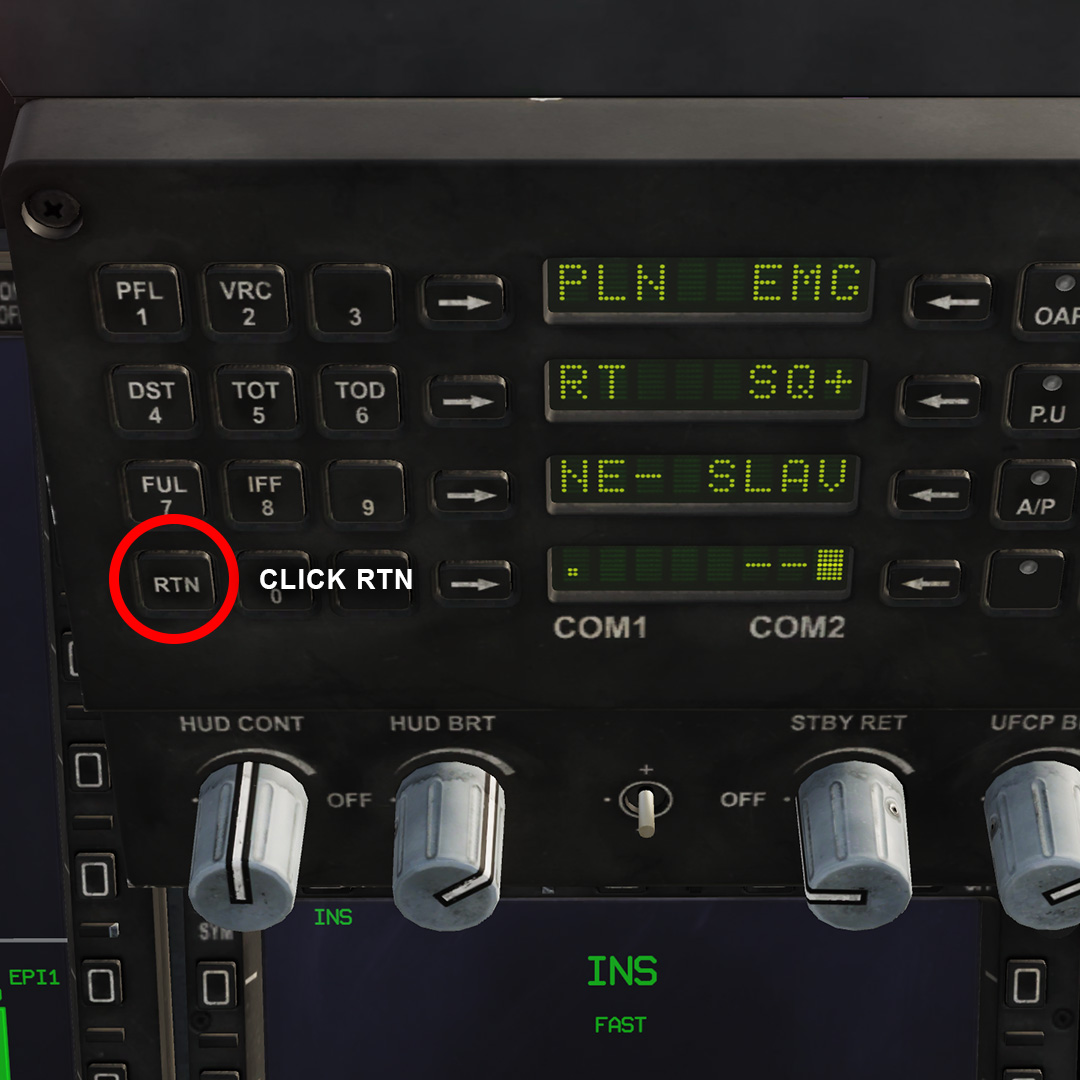 PFL VRC
1 2 3
PLN EMG
OAP
DST TOT TOD
4 5 6
RT SQ+
P.U
FUL IFF
7 8 9
NE- SLAV
A/P
RTN
CLICK RTN
0
. --
COM1 COM2
HUD CONT HUD BRT STBY RET UFCP B
+
- OFF - - OFF -
INS
SYM
INS
EPI1
FAST